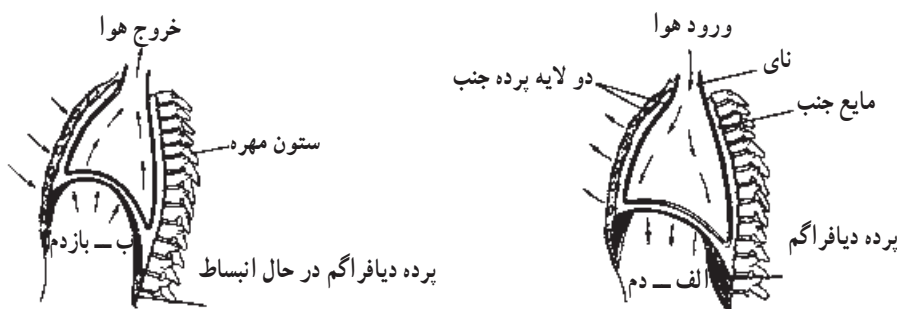 ورود هوا
نای
دو لایه پرده جنب
مایع جنب
پرده دیافراگم
الف ــ دم
خروج هوا
ستون مهره
ب ــ بازدم
پرده دیافراگم در حال انبساط